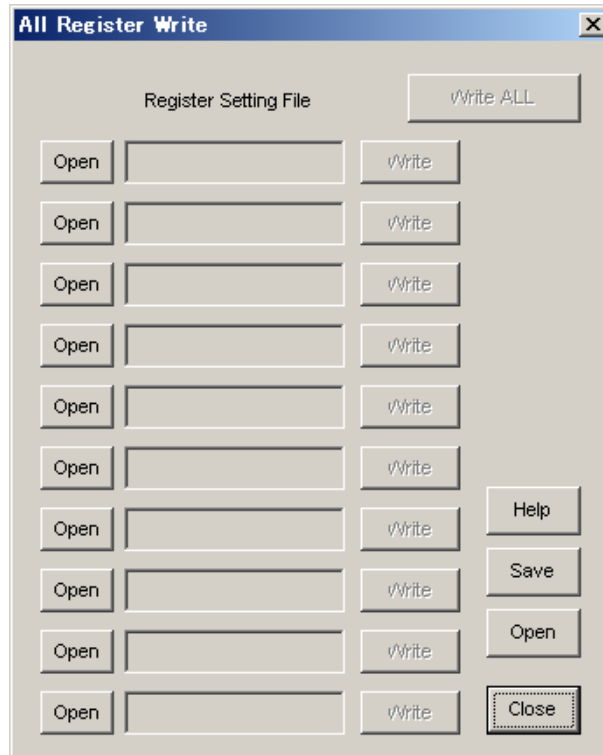 All Register Write
Register Setting File
Write ALL
Open Write
Open Write
Open Write
Open Write
Open Write
Open Write
Open Write
Help
Open Write
Save
Open Write
Open
Open Write
Close